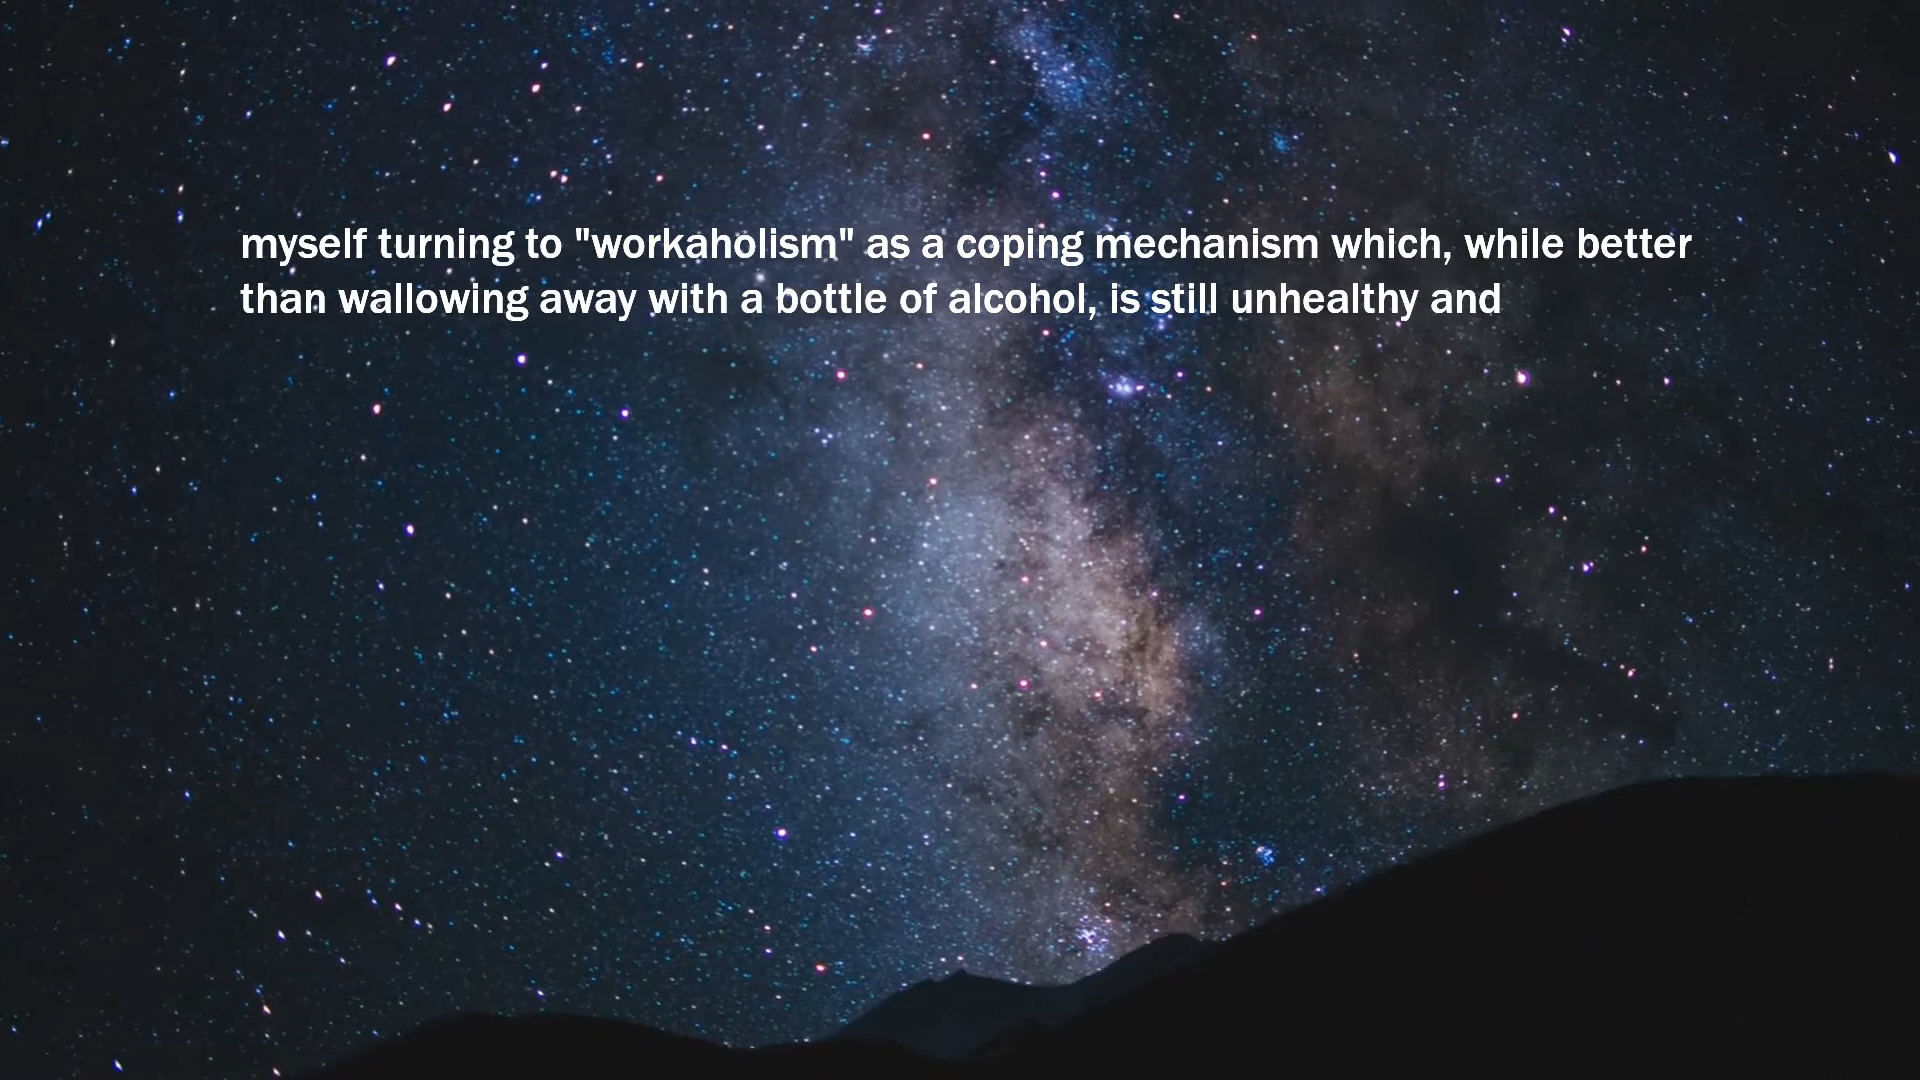 myself turning to "workaholism" as a coping mechanism which, while better
than wallowing away with a bottle of alcohol, is still unhealthy and